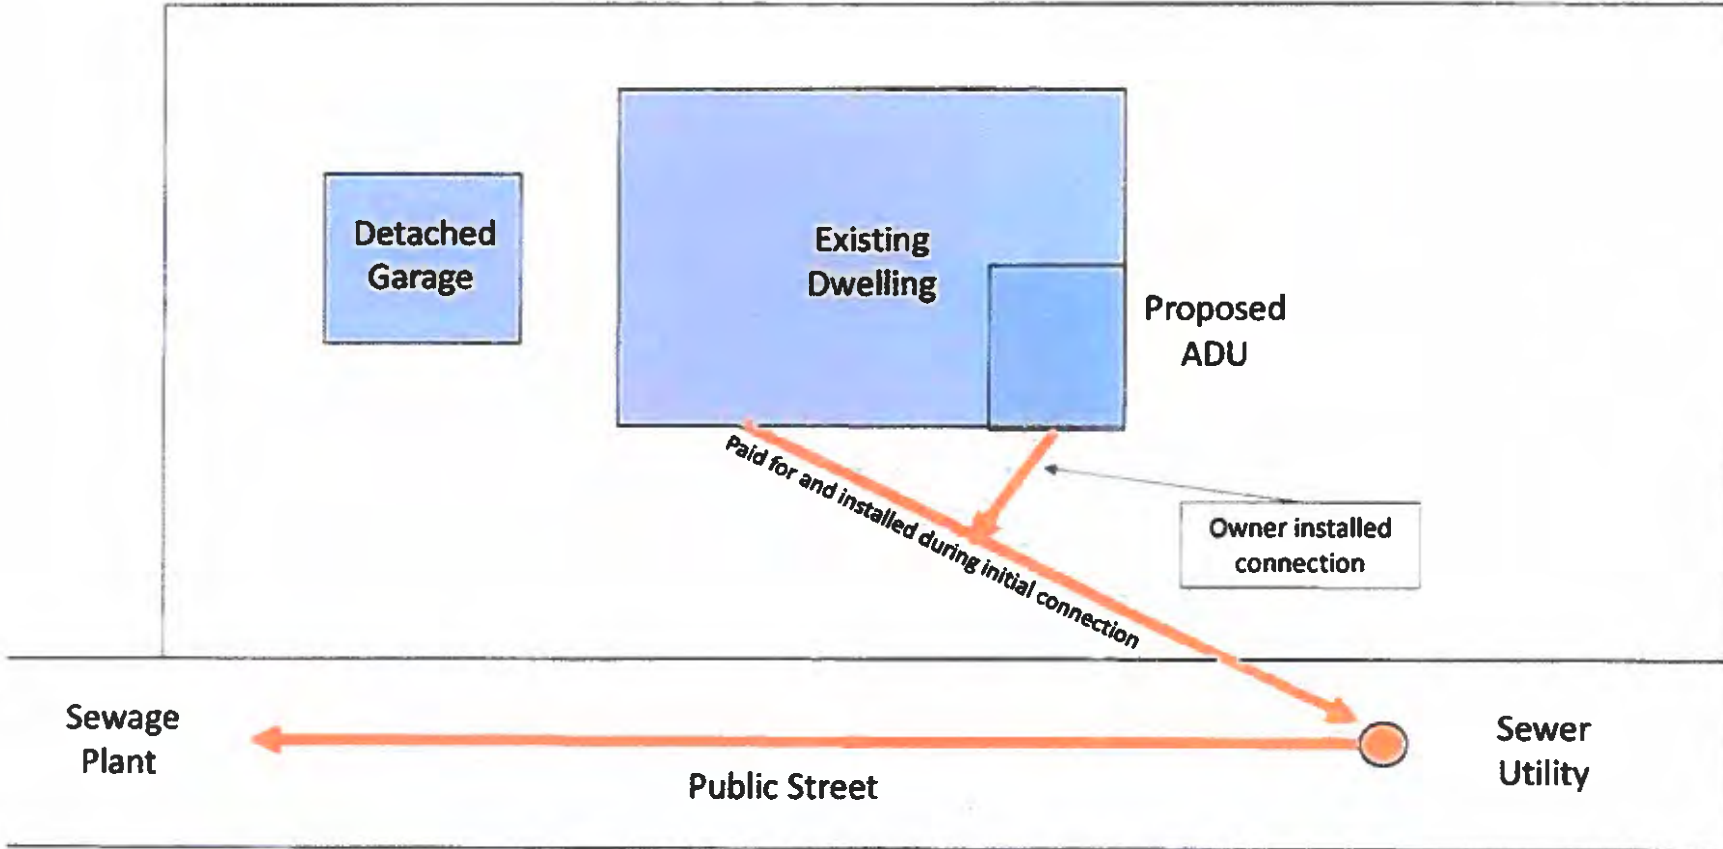 Detached
Garage
Existing
Dwelling
Proposed
ADU
Paid for and installed during initial connection
Owner installed
connection
Sewage
Plant
Public Street
Sewer
Utility